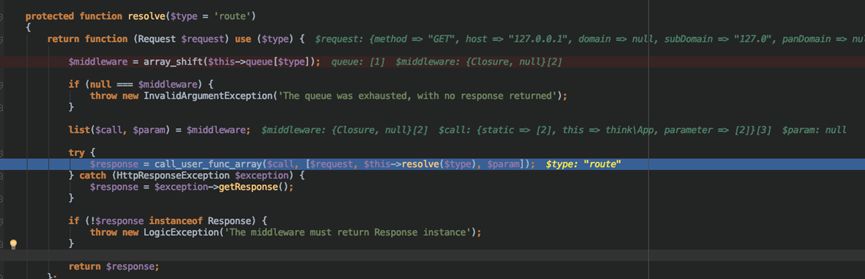 protected function resolve($type = 'route')
{
return function (Request $request) use ($type) {  $request: {method => "GET", host => "127.0.0.1", domain => null, subDomain => "127.0", panDomain => nu
$middleware = array_shift($this->queue[$type]);  queue: [1]  $middleware: {Closure, null}[2]
if (null === $middleware) {
throw new InvalidArgumentException('The queue was exhausted, with no response returned');
}
list($call, $param) = $middleware;  $middleware: {Closure, null}[2]  $call: {static => [2], this => think\App, parameter => [2]}[3]  $param: null
try {
$response = call_user_func_array($call, [$request, $this->resolve($type), $param]);  $type: "route"
} catch (HttpResponseException $exception) {
$response = $exception->getResponse();
}
if (!$response instanceof Response) {
throw new LogicException('The middleware must return Response instance');
}
return $response;
};